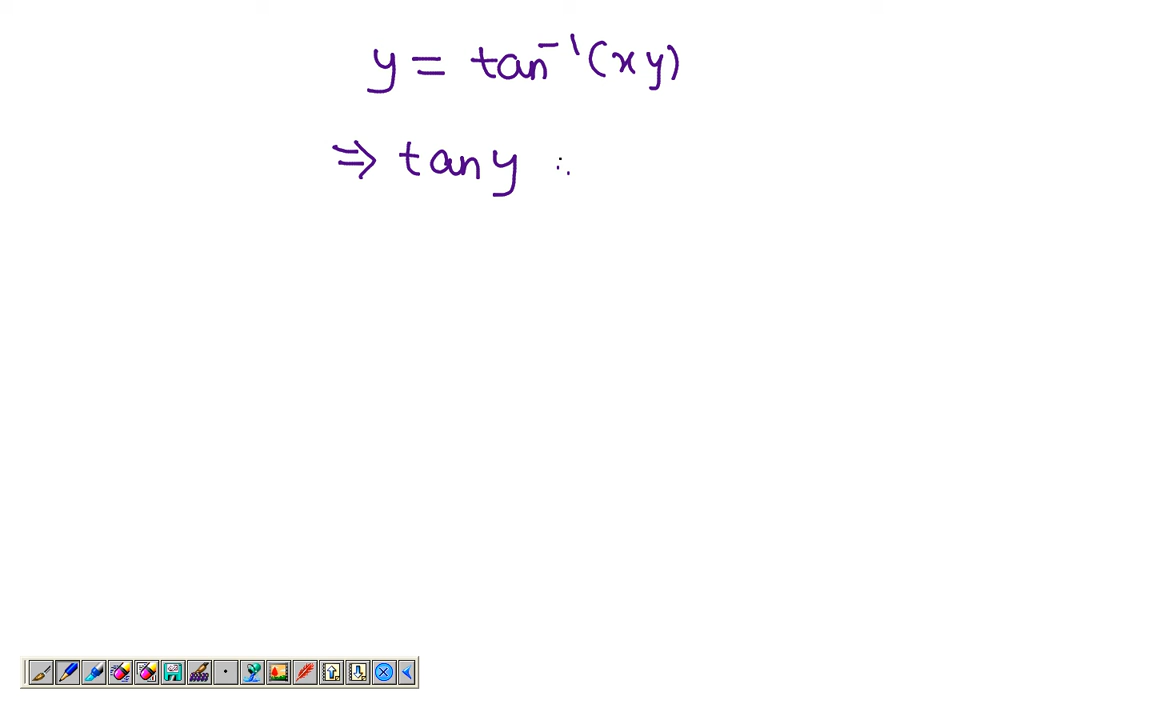 y = tan⁻¹(xy)
⇒ tan y